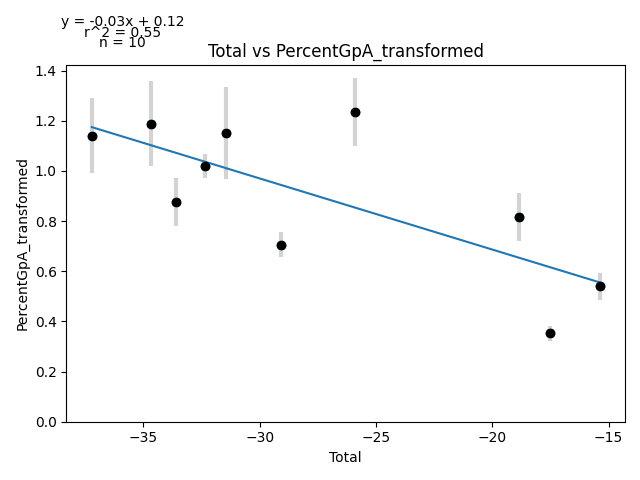 y = -0.03x + 0.12
r^2 = 0.55
n = 10
Total vs PercentGpA_transformed
1.4
1.2
1.0
0.8
0.6
0.4
0.2
0.0
PercentGpA_transformed
−35 −30 −25 −20 −15
Total